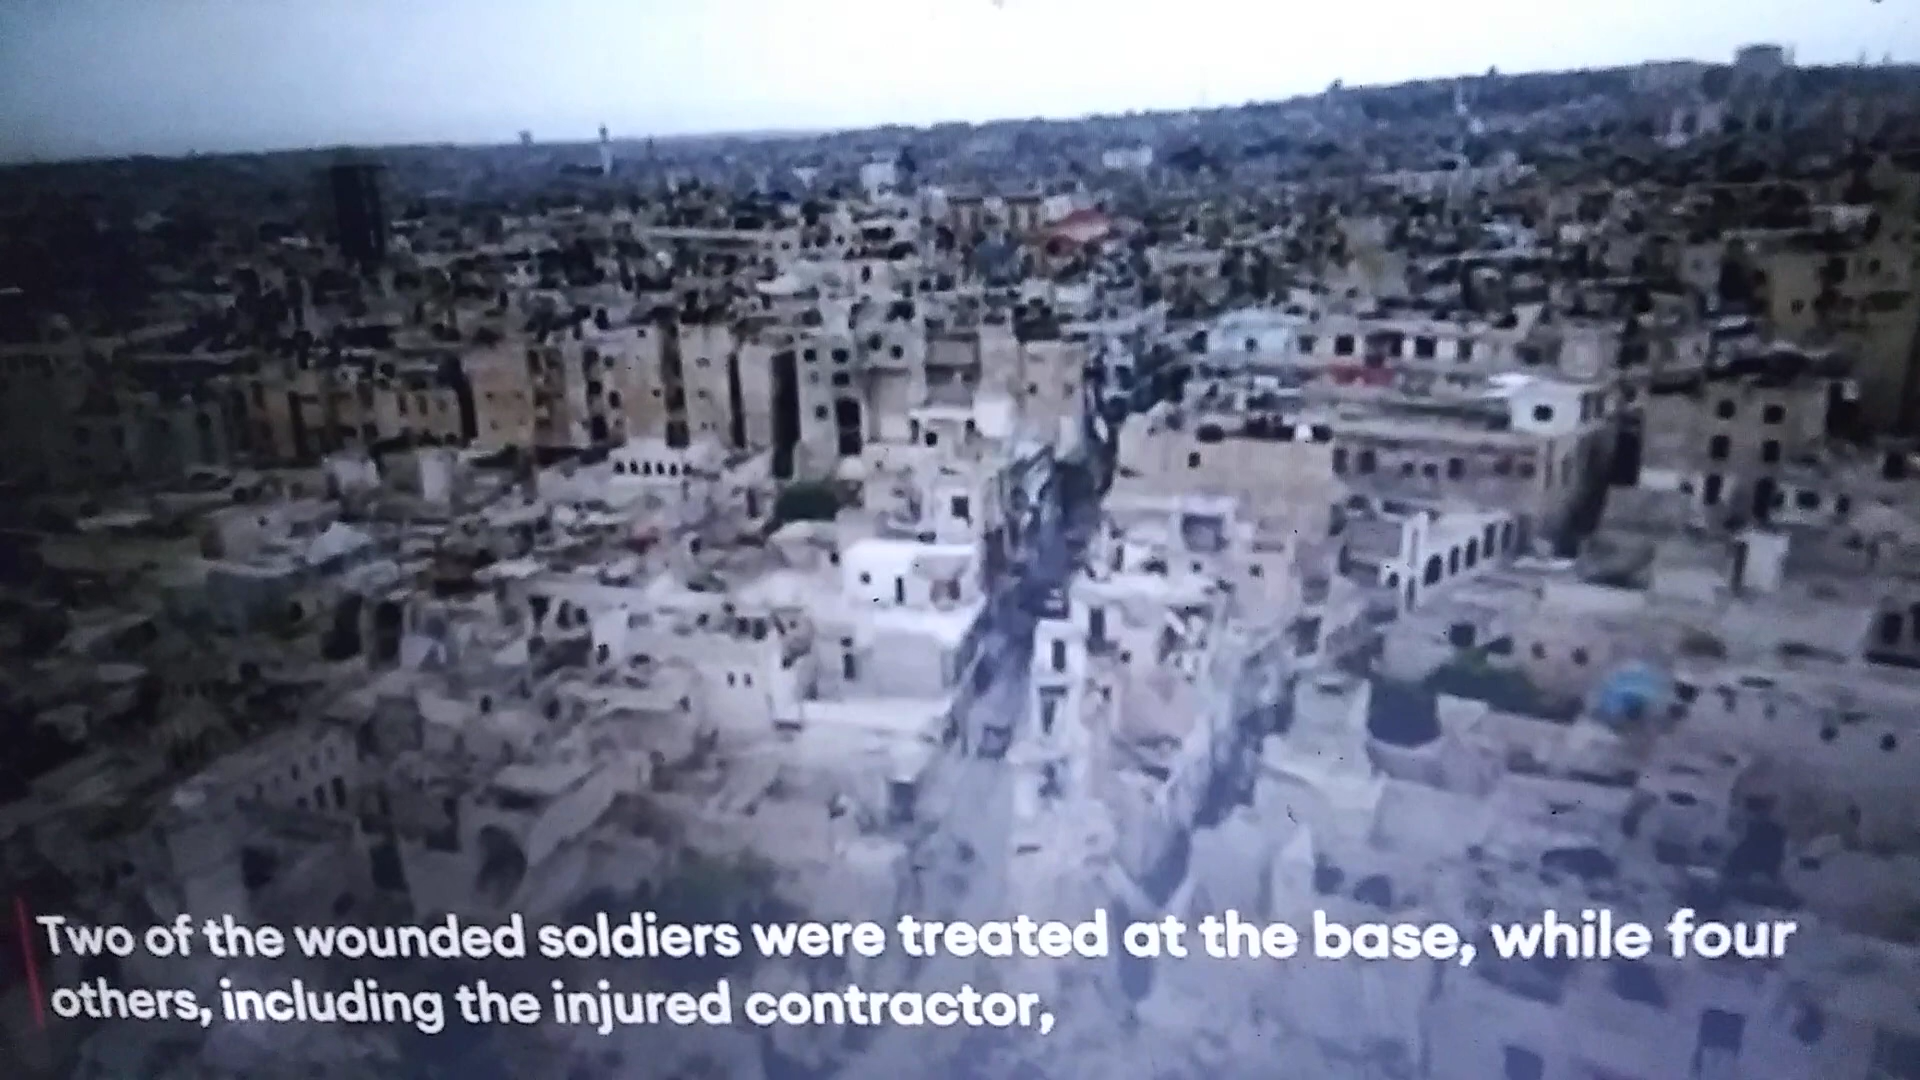 Two of the wounded soldiers were treated at the base, while four
others, including the injured contractor,